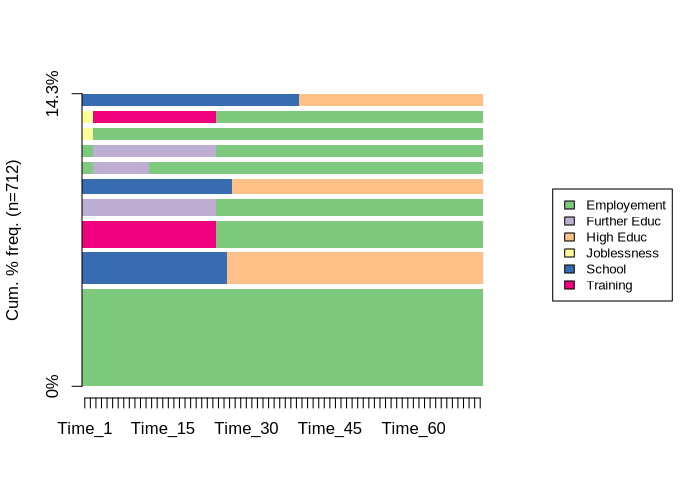 14.3%
Cum. % freq. (n=712)
0%
Time_1 Time_15 Time_30 Time_45 Time_60
Employement
Further Educ
High Educ
Joblessness
School
Training